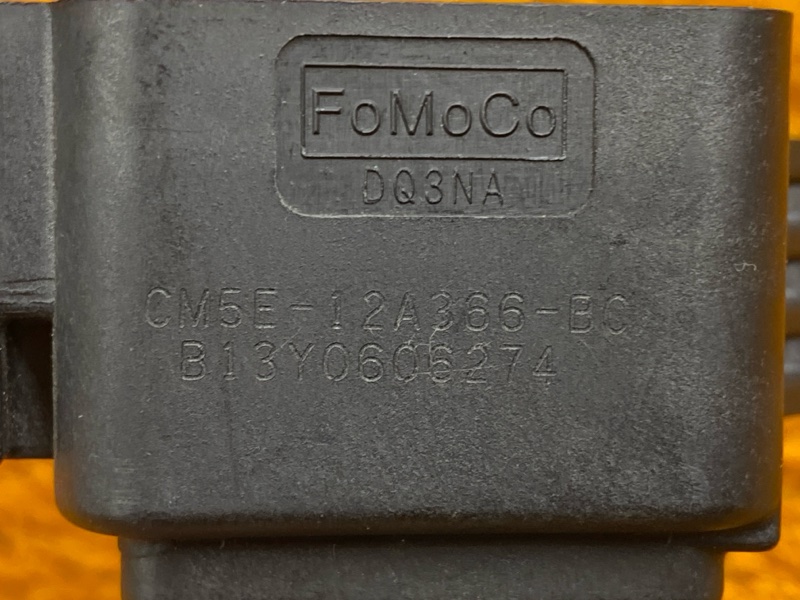 FoMoCo
DQ3NA
CM5E-12A366-BC
B13Y0606274